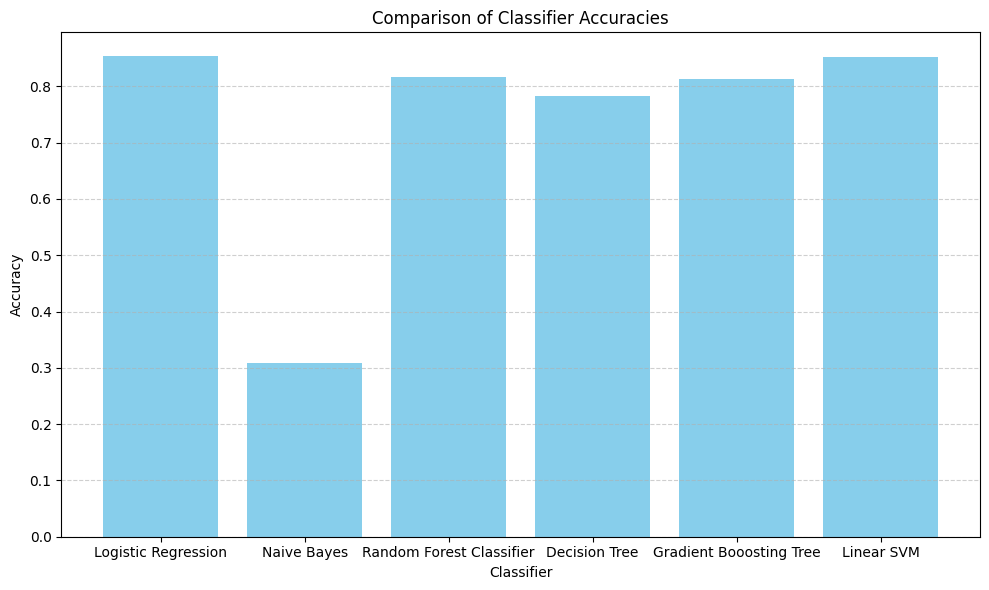 Comparison of Classifier Accuracies
Accuracy
0.8
0.7
0.6
0.5
0.4
0.3
0.2
0.1
0.0
Logistic Regression Naive Bayes Random Forest Classifier Decision Tree Gradient Booosting Tree Linear SVM
Classifier